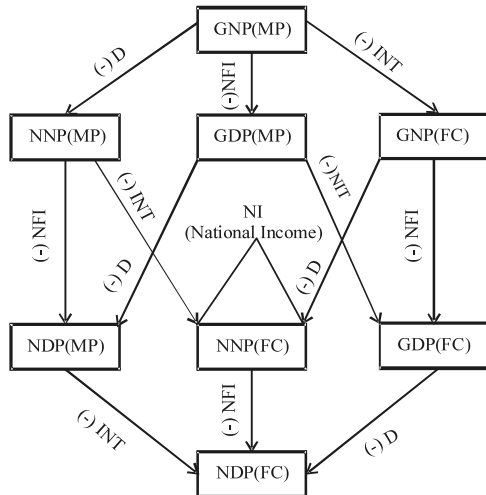 GNP(MP)
(-) D
(-)NFI
(-) INT
NNP(MP)
GDP(MP)
GNP(FC)
(-) NFI
(-) INT
(-) D
NI
(National Income)
(-)NIT
(-) D
(-) NFI
NDP(MP)
NNP(FC)
GDP(FC)
(-) INT
(-) NFI
(-) D
NDP(FC)